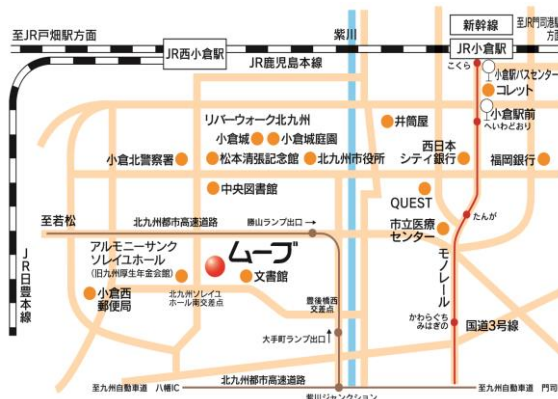 至JR戸畑駅方面
JR西小倉駅
紫川
新幹線
JR小倉駅
至JR門司港駅
方面
JR鹿児島本線
こくら
小倉駅バスセンター
コレット
小倉駅前
へいわどおり
リバーウォーク北九州
小倉城
小倉城庭園
井筒屋
小倉北警察署
松本清張記念館
北九州市役所
西日本
シティ銀行
福岡銀行
中央図書館
QUEST
至若松
北九州都市高速道路
勝山ランプ出口→
市立医療
センター
たんが
アルモニーサンク
ソレイユホール
(旧九州厚生年金会館)
ムーブ
文書館
モノレール
JR日豊本線
小倉西
郵便局
北九州ソレイユ
ホール南交差点
豊後橋西
交差点
かわらぐち
みはぎの
国道3号線
大手町ランプ出口↑
至九州自動車道 八幡IC
北九州都市高速道路
紫川ジャンクション
至九州自動車道 門司